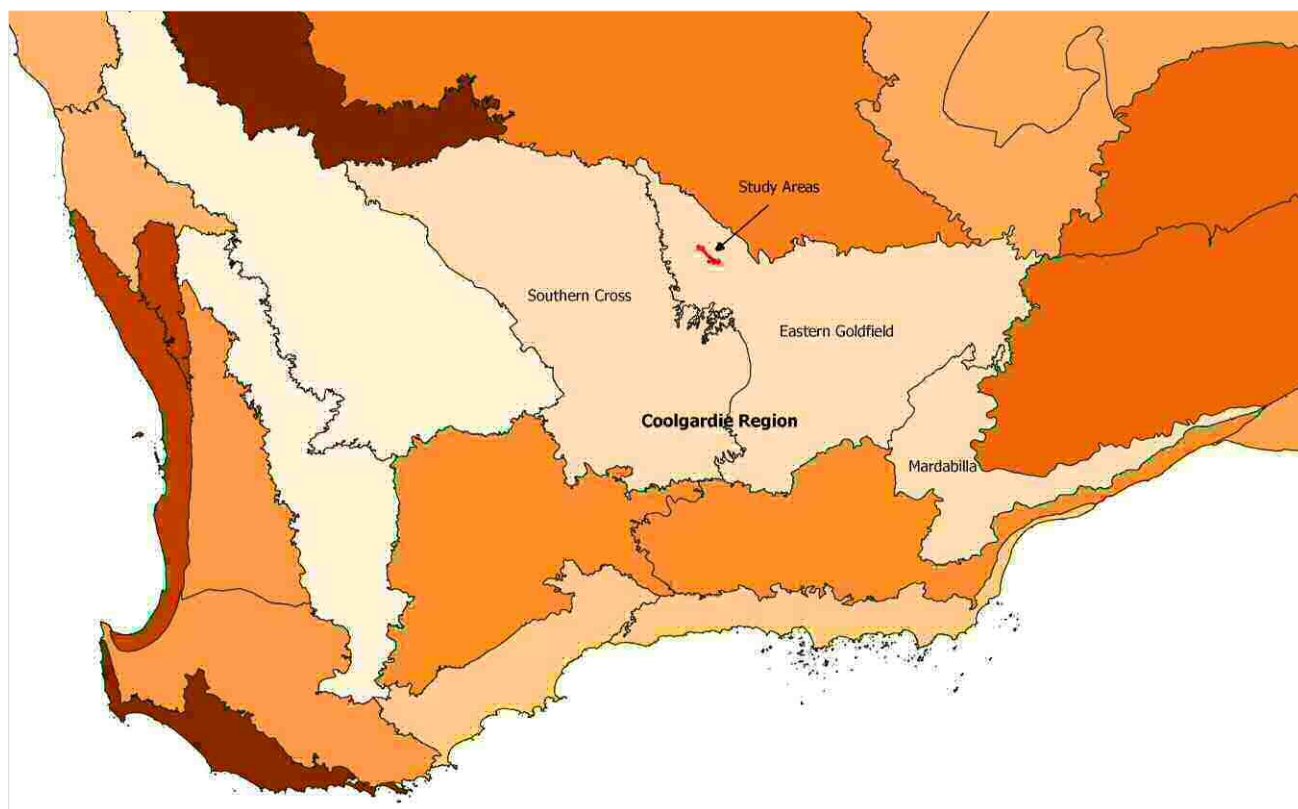 Study Areas
Southern Cross
Eastern Goldfield
Coolgardie Region
Mardabilla